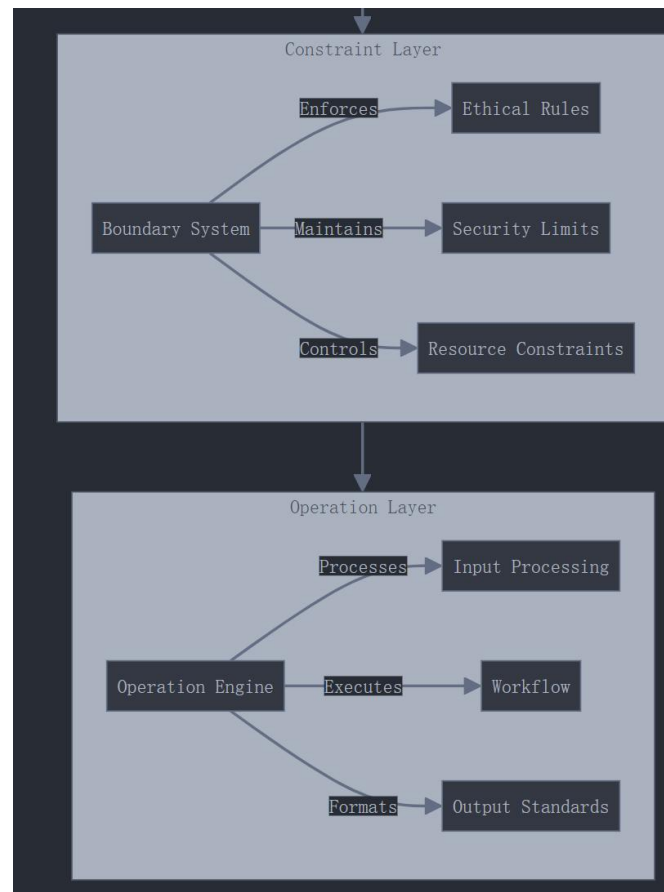 Constraint Layer
Enforces
Ethical Rules
Boundary System
Maintains
Security Limits
Controls
Resource Constraints
Operation Layer
Processes
Input Processing
Operation Engine
Executes
Workflow
Formats
Output Standards